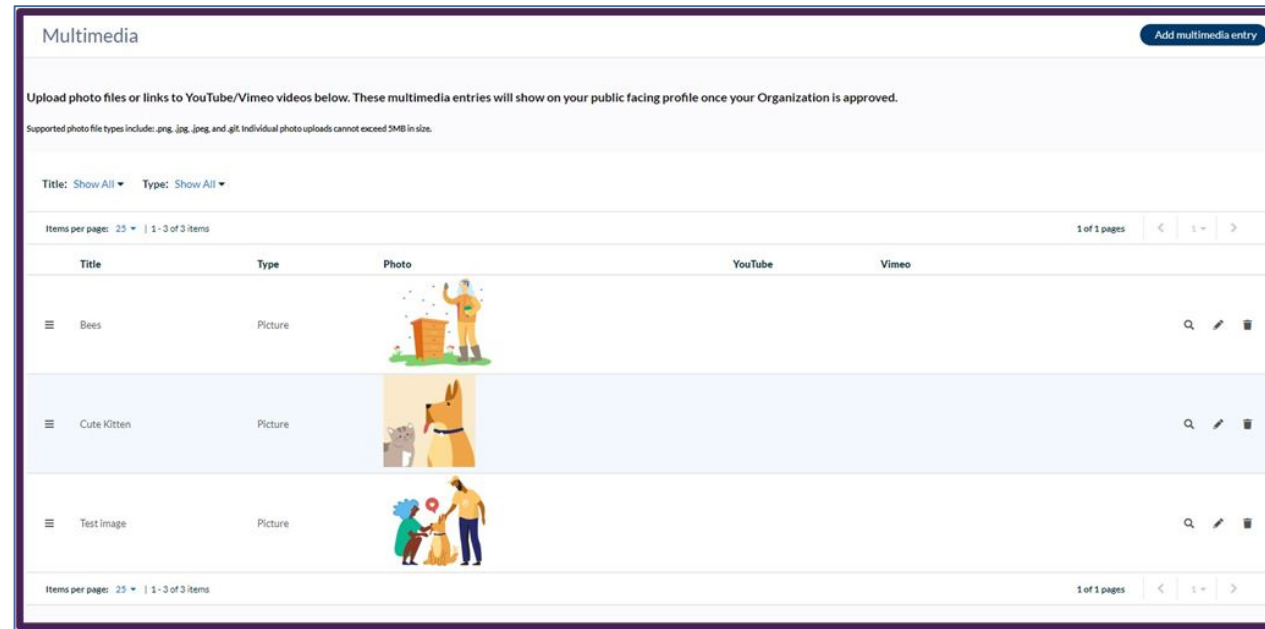 Multimedia
Add multimedia entry
Upload photo files or links to YouTube/Vimeo videos below. These multimedia entries will show on your public facing profile once your Organization is approved.
Supported photo file types include: .png, .jpg, .jpeg, and .git. Individual photo uploads cannot exceed 5MB in size.
Title: Show All Type: Show All
Items per page: 25 | 1 - 3 of 3 items 1 of 1 pages 1
Title Type Photo YouTube Vimeo
Bees Picture
Cute Kitten Picture
Test image Picture
Items per page: 25 | 1 - 3 of 3 items 1 of 1 pages 1